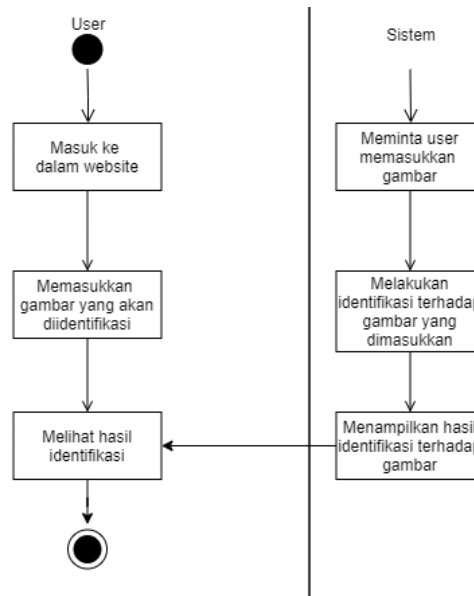 User
Sistem
Masuk ke
dalam website
Meminta user
memasukkan
gambar
Memasukkan
gambar yang akan
diidentifikasi
Melakukan
identifikasi terhadap
gambar yang
dimasukkan
Melihat hasil
identifikasi
Menampilkan hasil
identifikasi terhadap
gambar